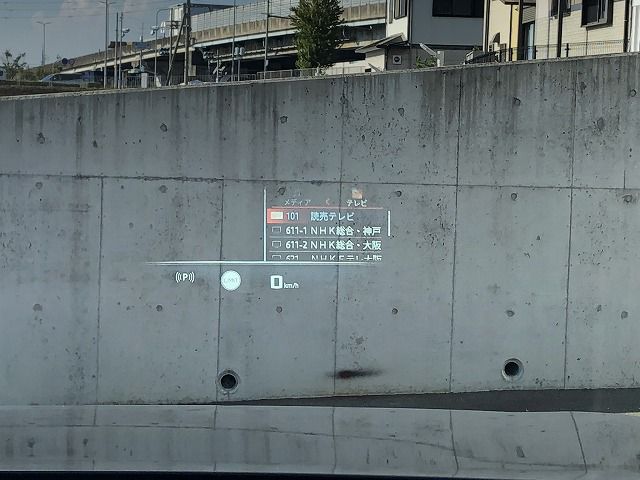 メディア く テレビ
101 読売テレビ
611-1 NHK総合・神戸
611-2 NHK総合・大阪
((P)) 0 km/h